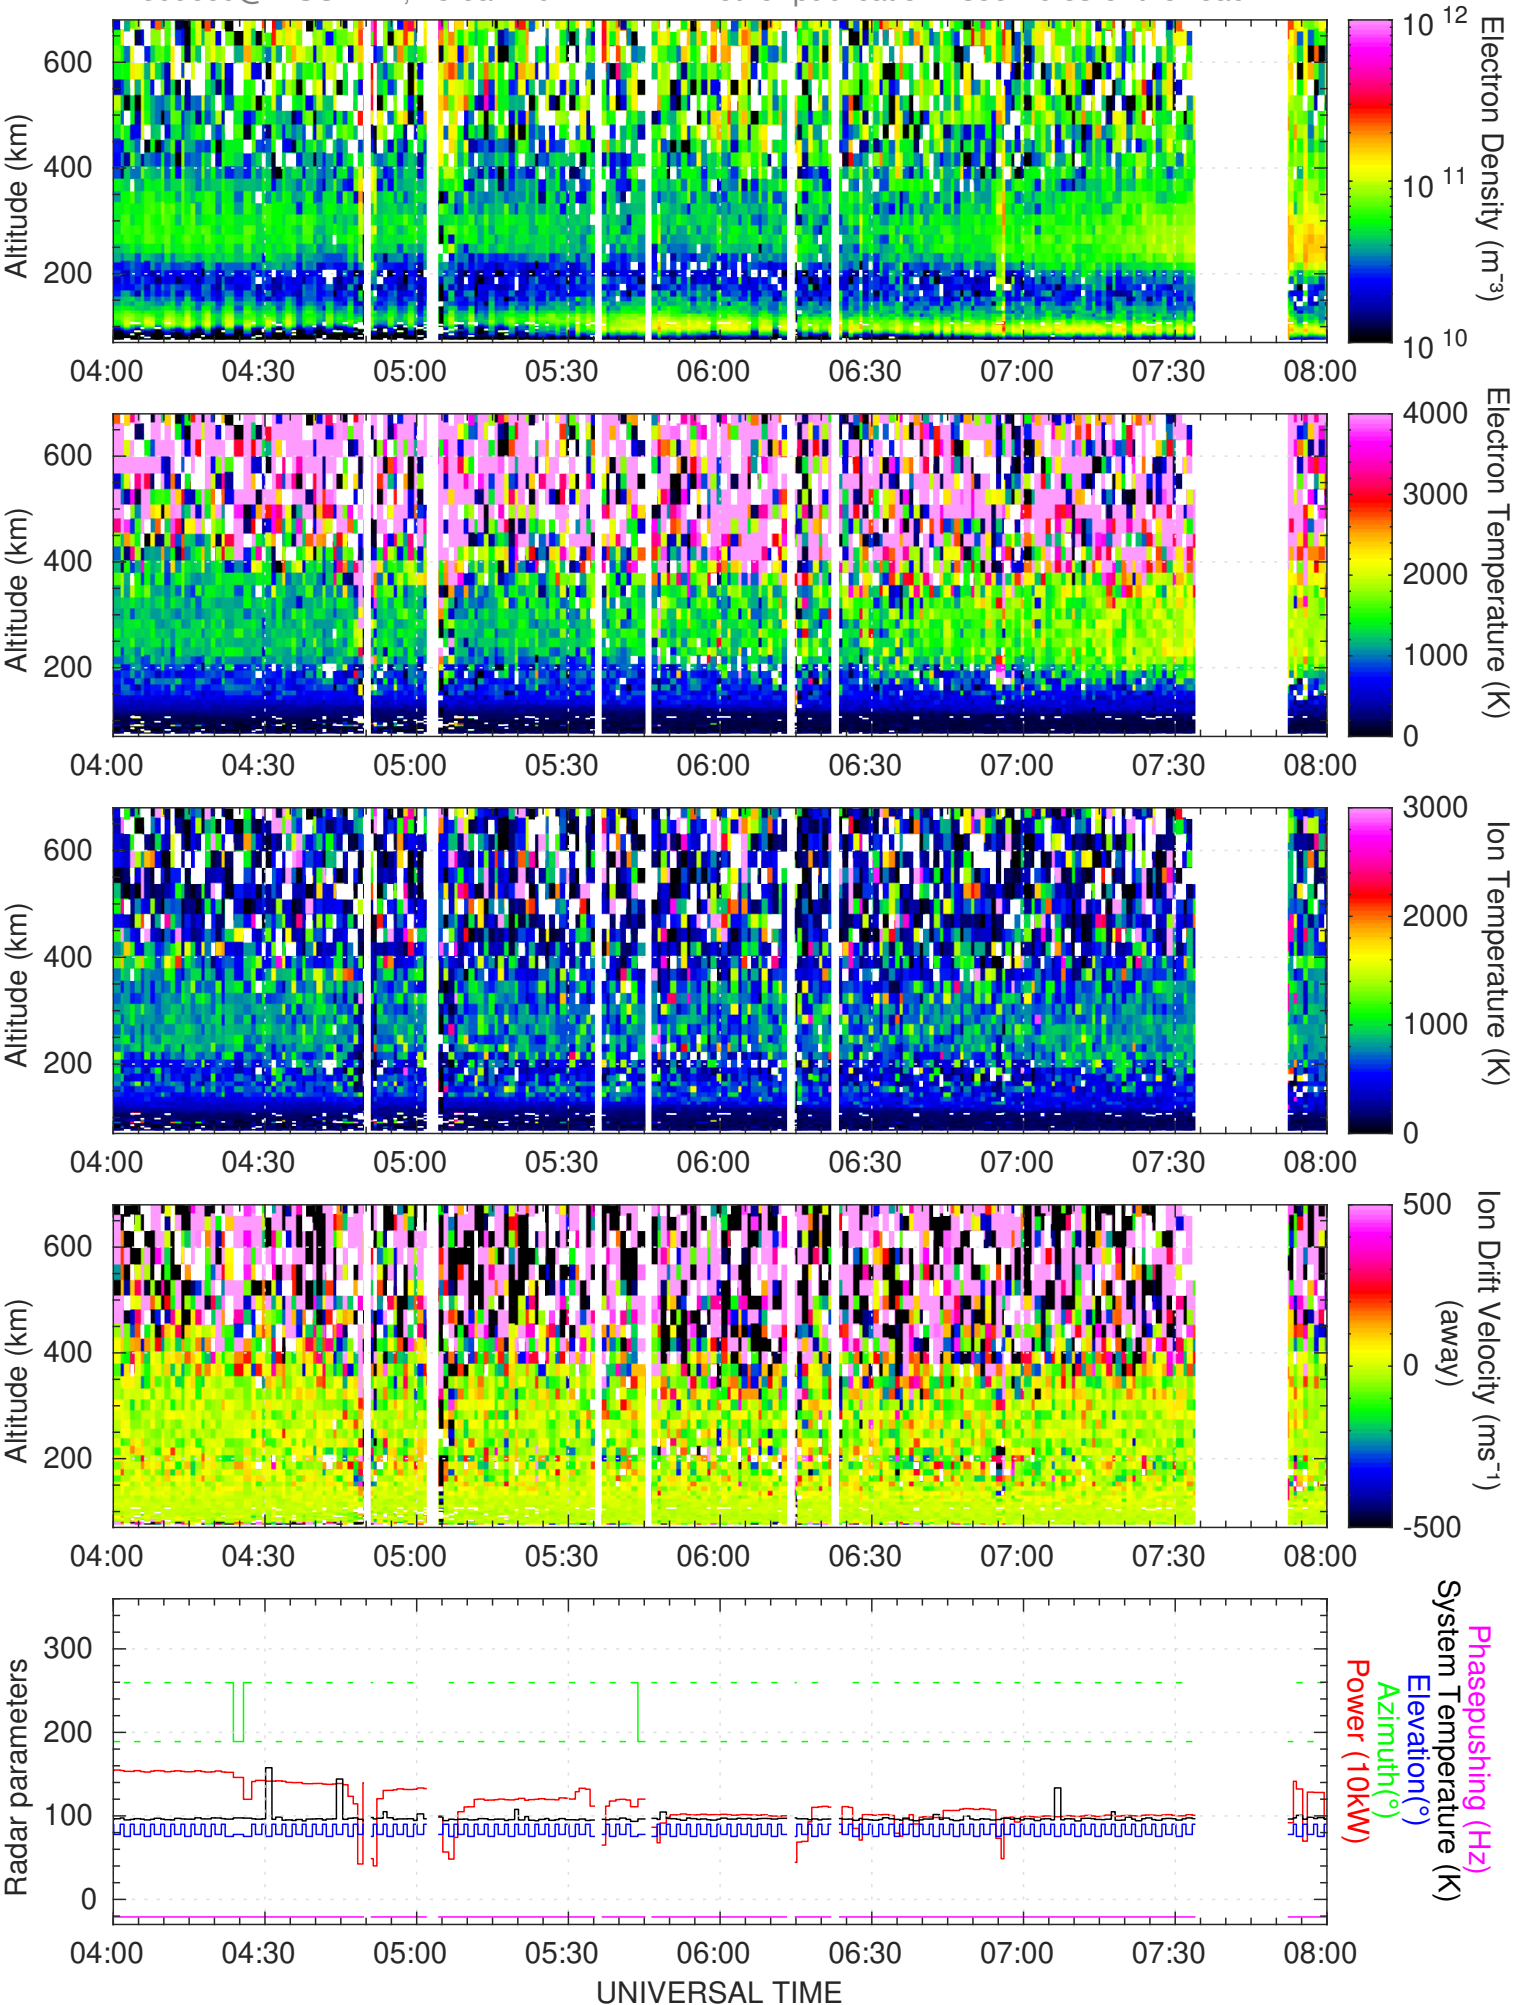 600
400
200
Altitude (km)
04:00 04:30 05:00 05:30 06:00 06:30 07:00 07:30 08:00
10 12
10 11
10 10
Electron Density (m-3)
600
400
200
Altitude (km)
04:00 04:30 05:00 05:30 06:00 06:30 07:00 07:30 08:00
4000
3000
2000
1000
0
Electron Temperature (K)
600
400
200
Altitude (km)
04:00 04:30 05:00 05:30 06:00 06:30 07:00 07:30 08:00
3000
2000
1000
0
Ion Temperature (K)
600
400
200
Altitude (km)
04:00 04:30 05:00 05:30 06:00 06:30 07:00 07:30 08:00
500
0
-500
Ion Drift Velocity (ms-1)
(away)
300
200
100
0
Radar parameters
04:00 04:30 05:00 05:30 06:00 06:30 07:00 07:30 08:00
UNIVERSAL TIME
Phasepushing (Hz)
System Temperature (K)
Elevation(°)
Azimuth(°)
Power (10kW)